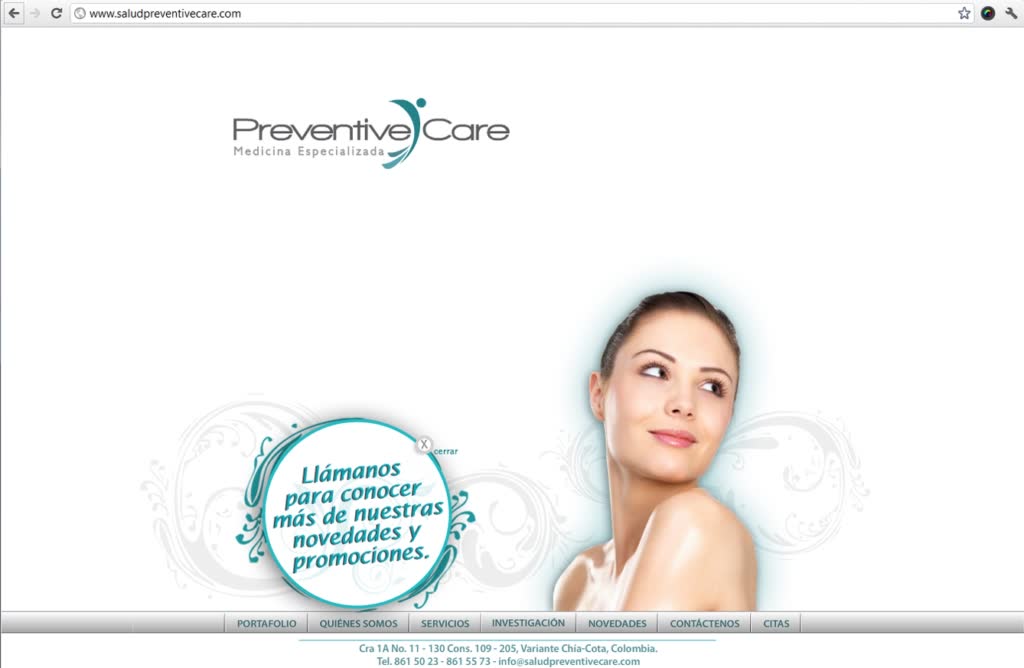 www.saludpreventivecare.com
Preventive Care
Medicina Especializada
X
cerrar
Llámanos
para conocer
más de nuestras
novedades y
promociones.
PORTAFOLIO QUIÉNES SOMOS SERVICIOS INVESTIGACIÓN NOVEDADES CONTÁCTENOS CITAS
Cra 1A No. 11 - 130 Cons. 109 - 205, Variante Chía-Cota, Colombia.
Tel. 861 50 23 - 861 55 73 - info@saludpreventivecare.com